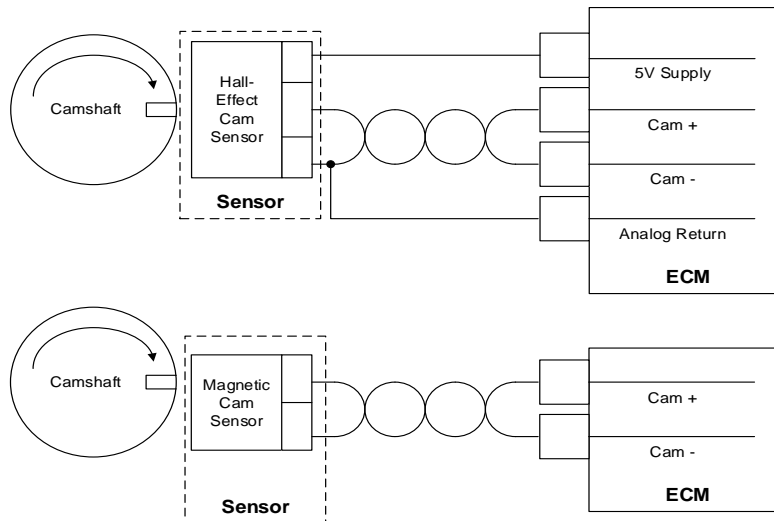 Camshaft
Hall-
Effect
Cam
Sensor
Sensor
5V Supply
Cam +
Cam -
Analog Return
ECM
Camshaft
Magnetic
Cam
Sensor
Sensor
Cam +
Cam -
ECM